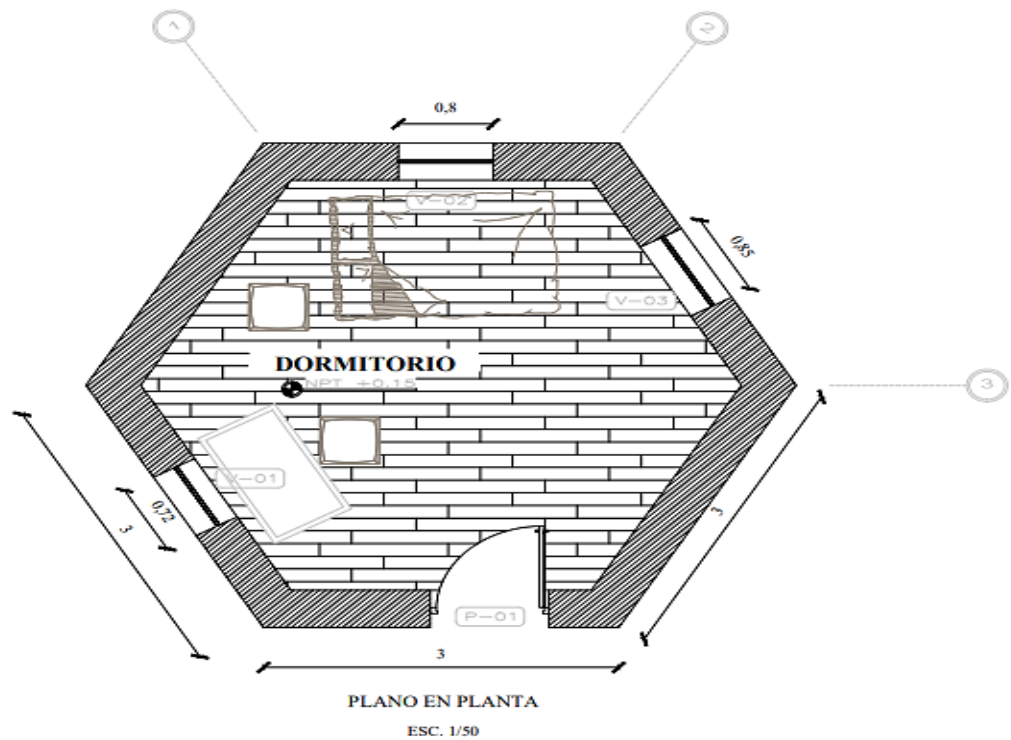 1
2
0,8
V-02
0,85
V-03
DORMITORIO
NPT +0.15
3
V-01
0,72
3
3
P-01
3
PLANO EN PLANTA
ESC. 1/50